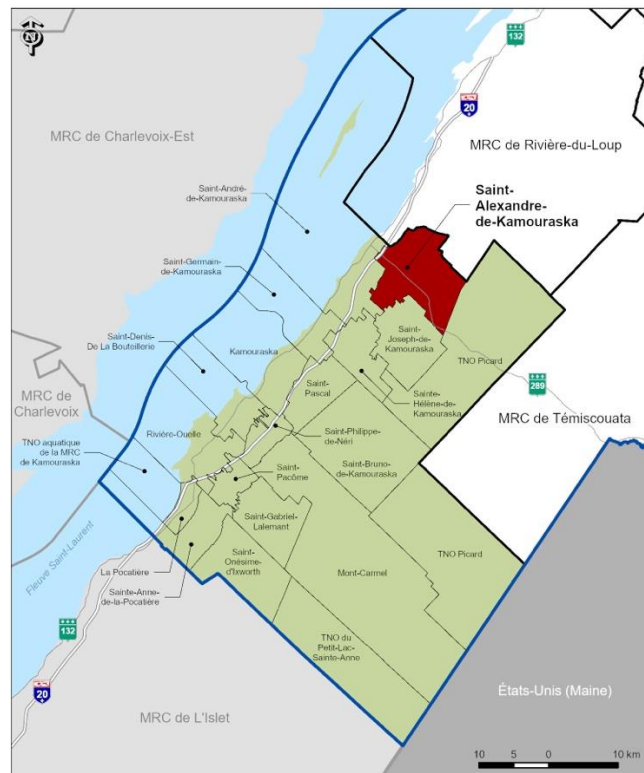 N
132
20
MRC de Charlevoix-Est
MRC de Rivière-du-Loup
Saint-
Alexandre-
de-Kamouraska
Saint-André-
de-Kamouraska
Saint-Germain-
de-Kamouraska
Saint-Denis-
De La Bouteillerie
Kamouraska
Saint-
Joseph-de-
Kamouraska
TNO Picard
289
MRC de
Charlevoix
Saint-
Pascal
Sainte-
Hélène-de-
Kamouraska
MRC de Témiscouata
Rivière-Ouelle
Saint-Philippe-
de-Néri
TNO aquatique
de la MRC
de Kamouraska
Saint-
Pacôme
Saint-Bruno-
de-Kamouraska
Saint-Gabriel-
Lalemant
TNO Picard
Fleuve Saint-Laurent
La Pocatière
Saint-
Onésime-
d'Ixworth
Mont-Carmel
Sainte-Anne-
de-la-Pocatière
132
TNO du
Petit-Lac-
Sainte-Anne
20
États-Unis (Maine)
MRC de L'Islet
10 5 0 10 km